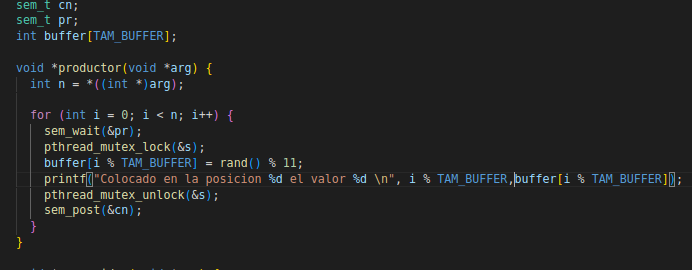 sem_t cn;
sem_t pr;
int buffer[TAM_BUFFER];

void *productor(void *arg) {
  int n = *((int *)arg);

  for (int i = 0; i < n; i++) {
    sem_wait(&pr);
    pthread_mutex_lock(&s);
    buffer[i % TAM_BUFFER] = rand() % 11;
    printf("Colocado en la posicion %d el valor %d \n", i % TAM_BUFFER,buffer[i % TAM_BUFFER]);
    pthread_mutex_unlock(&s);
    sem_post(&cn);
  }
}